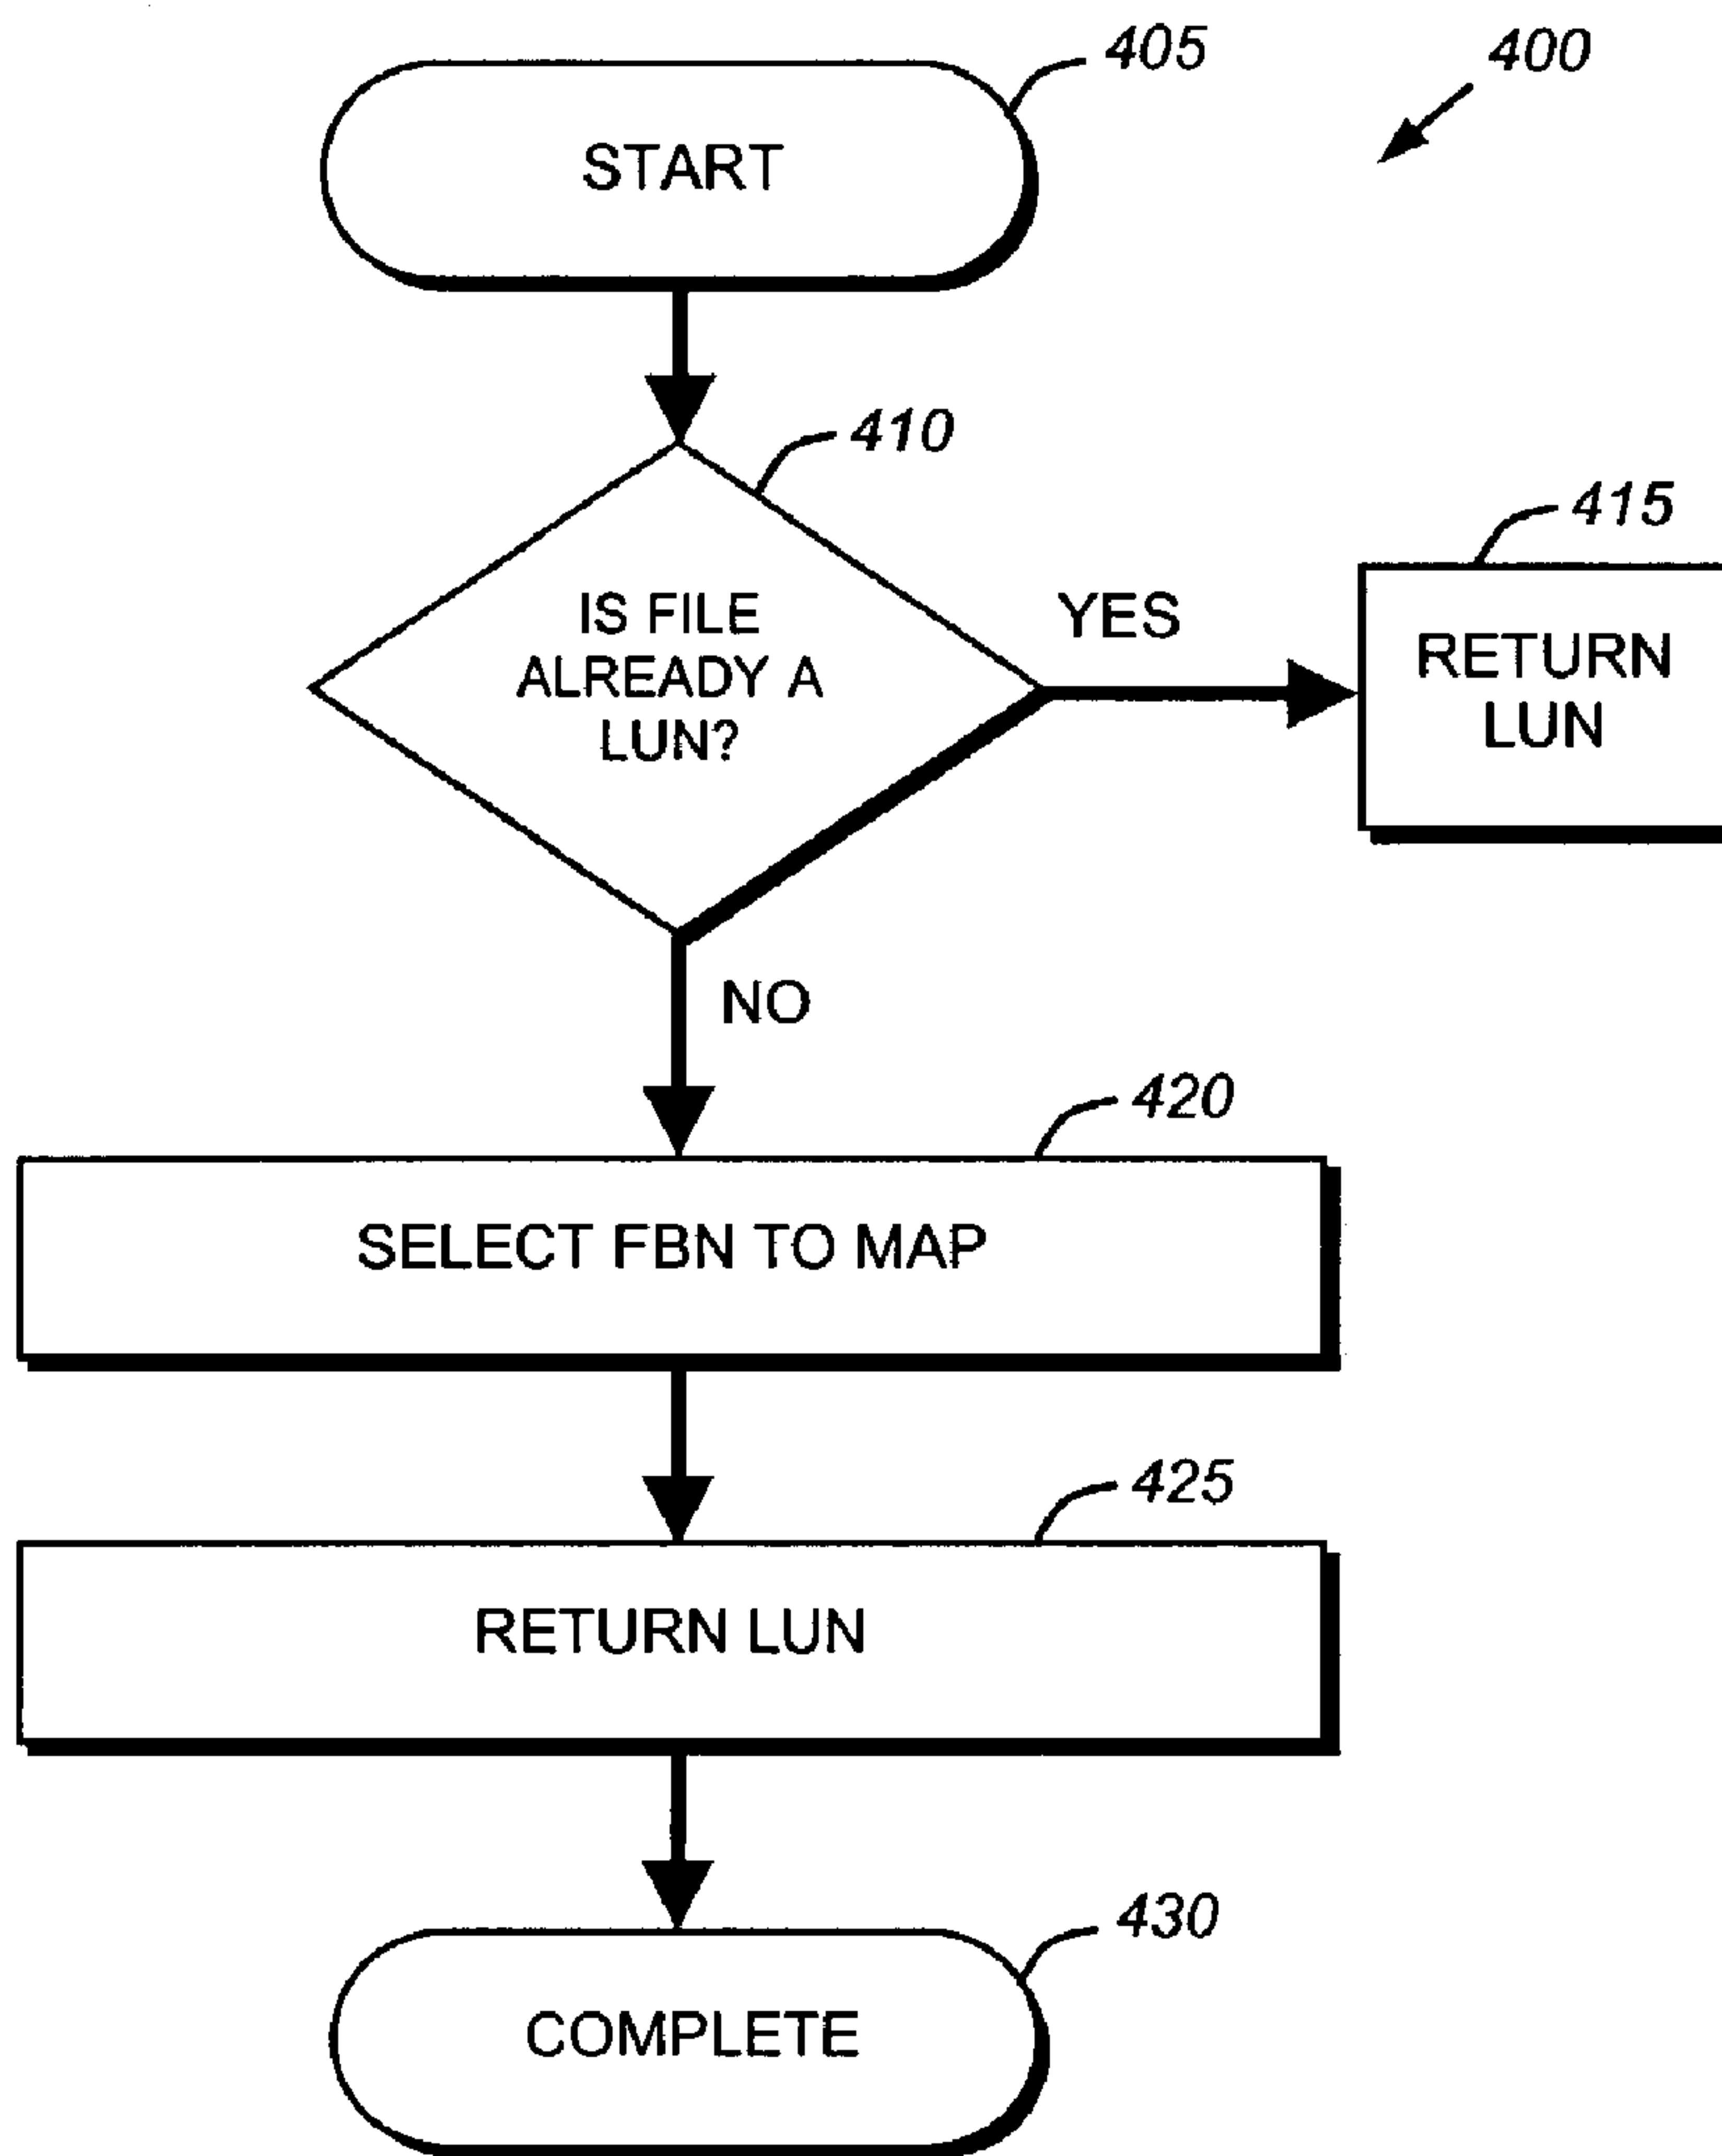 405
400
START
410
415
IS FILE
ALREADY A
LUN?
YES
RETURN
LUN
NO
420
SELECT FBN TO MAP
425
RETURN LUN
430
COMPLETE